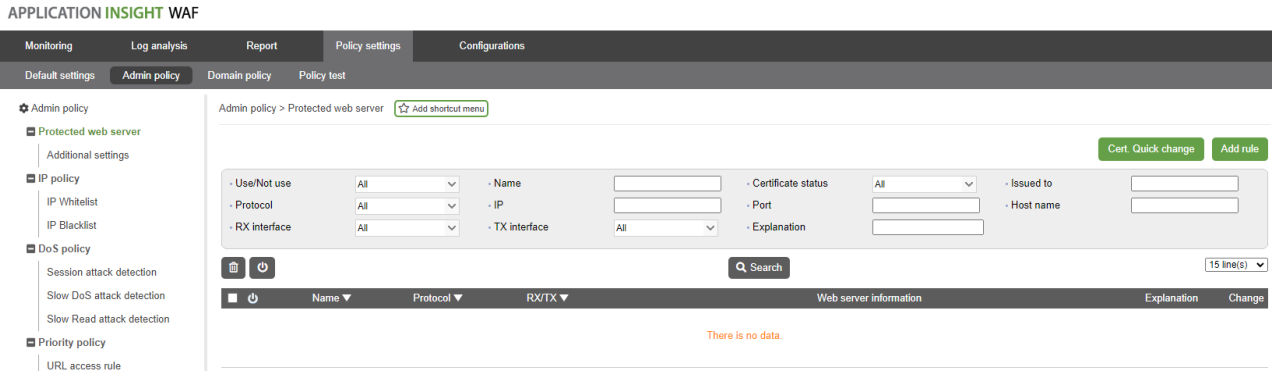 APPLICATION INSIGHT WAF
Monitoring Log analysis Report Policy settings Configurations
Default settings Admin policy Domain policy Policy test
Admin policy
Protected web server
Additional settings
IP policy
IP Whitelist
IP Blacklist
DoS policy
Session attack detection
Slow DoS attack detection
Slow Read attack detection
Priority policy
URL access rule
Admin policy > Protected web server Add shortcut menu
Cert. Quick change Add rule
Use/Not use All Name Certificate status All Issued to
Protocol All IP Port Host name
RX interface All TX interface All Explanation
Search 15 line(s)
Name ▼ Protocol ▼ RX/TX ▼ Web server information Explanation Change
There is no data.